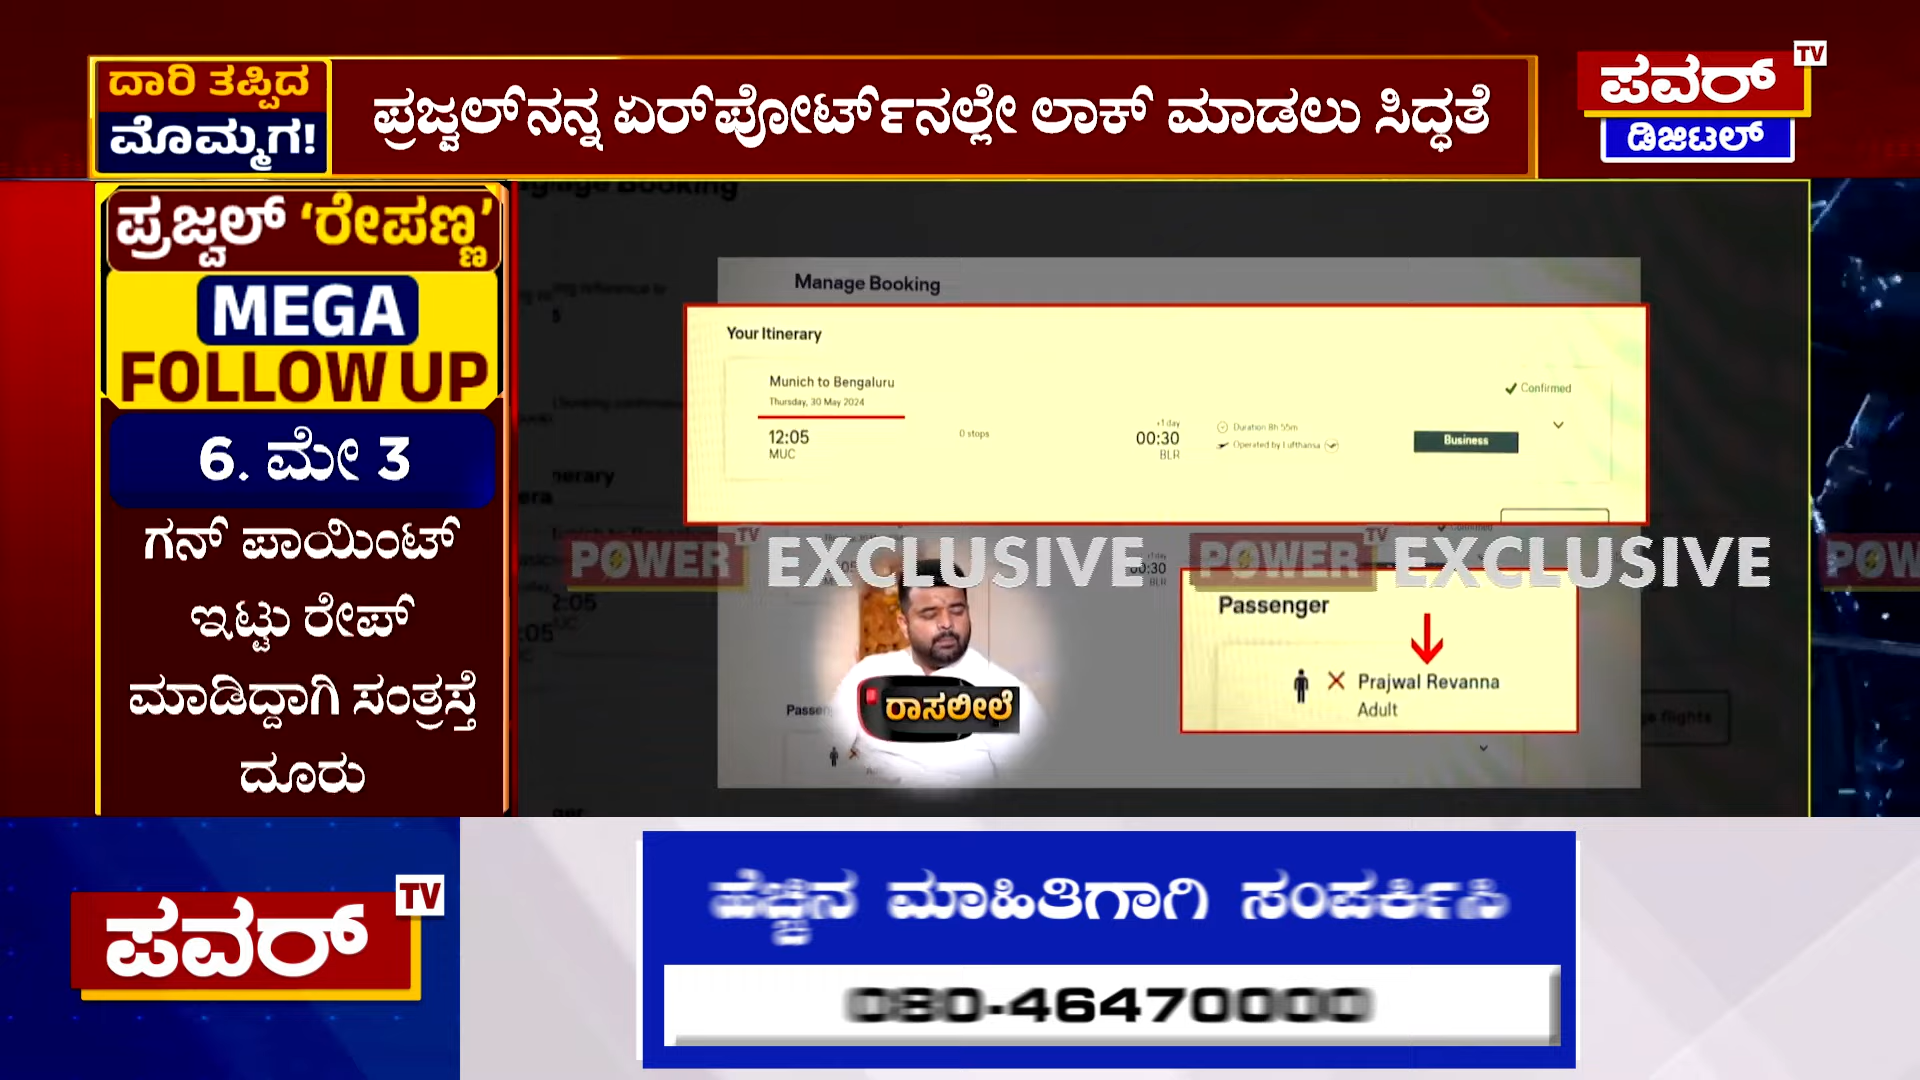 ದಾರಿ ತಪ್ಪಿದ
ಮೊಮ್ಮಗ!
ಪ್ರಜ್ವಲ್‌ನನ್ನ ಏರ್‌ಪೋರ್ಟ್‌ನಲ್ಲೇ ಲಾಕ್ ಮಾಡಲು ಸಿದ್ಧತೆ
ಪವರ್ TV
ಡಿಜಿಟಲ್
ಪ್ರಜ್ವಲ್ ‘ರೇಪಣ್ಣ’
MEGA
FOLLOW UP
6. ಮೇ 3
ಗನ್ ಪಾಯಿಂಟ್
ಇಟ್ಟು ರೇಪ್
ಮಾಡಿದ್ದಾಗಿ ಸಂತ್ರಸ್ತೆ
ದೂರು
Manage Booking
Your Itinerary
Munich to Bengaluru
Thursday, 30 May 2024
Confirmed
12:05
MUC
0 stops
+1 day
00:30
BLR
Duration 8h 55m
Operated by Lufthansa
Business
POWER TV EXCLUSIVE POWER TV EXCLUSIVE
Passenger
Prajwal Revanna
Adult
ರಾಸಲೀಲೆ
ಪವರ್ TV
ಹೆಚ್ಚಿನ ಮಾಹಿತಿಗಾಗಿ ಸಂಪರ್ಕಿಸಿ
080-46470000